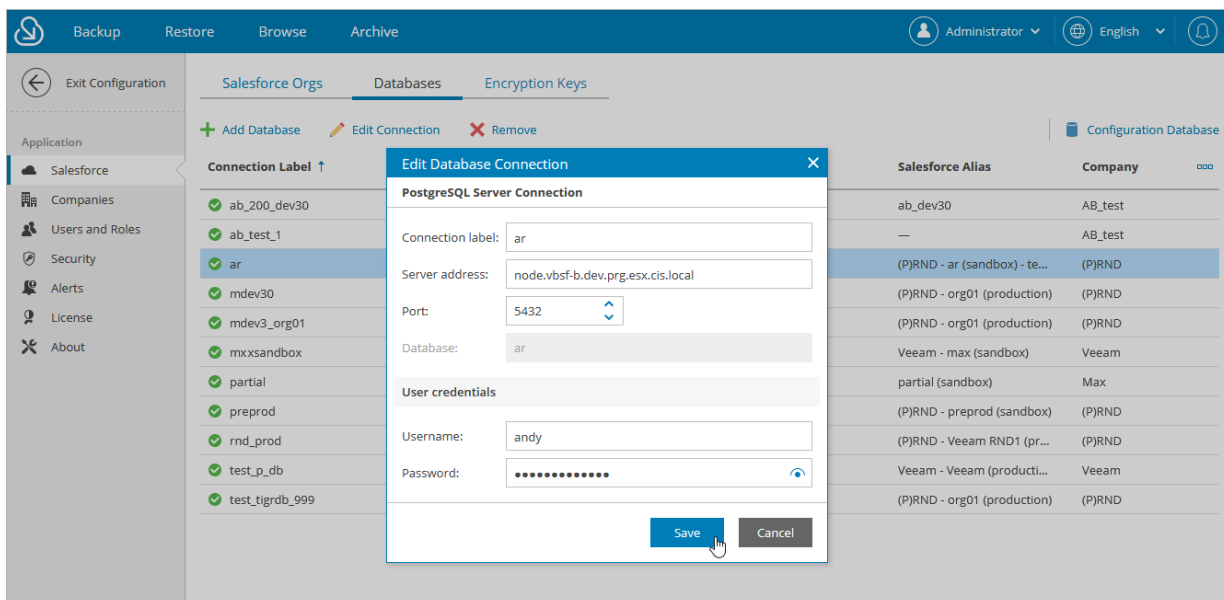 Backup Restore Browse Archive Administrator English
Exit Configuration
Salesforce Orgs Databases Encryption Keys
Add Database Edit Connection Remove Configuration Database
Application
Salesforce
Companies
Users and Roles
Security
Alerts
License
About
Connection Label ↑ Salesforce Alias Company
ab_200_dev30 ab_dev30 AB_test
ab_test_1 — AB_test
ar (P)RND - ar (sandbox) - te... (P)RND
mdev30 (P)RND - org01 (production) (P)RND
mdev3_org01 (P)RND - org01 (production) (P)RND
mxxsandbox Veeam - max (sandbox) Veeam
partial partial (sandbox) Max
preprod (P)RND - preprod (sandbox) (P)RND
rnd_prod (P)RND - Veeam RND1 (pr... (P)RND
test_p_db Veeam - Veeam (producti... Veeam
test_tigrdb_999 (P)RND - org01 (production) (P)RND
Edit Database Connection
PostgreSQL Server Connection
Connection label: ar
Server address: node.vbsf-b.dev.prg.esx.cis.local
Port: 5432
Database: ar
User credentials
Username: andy
Password: •••••••••••••
Save Cancel